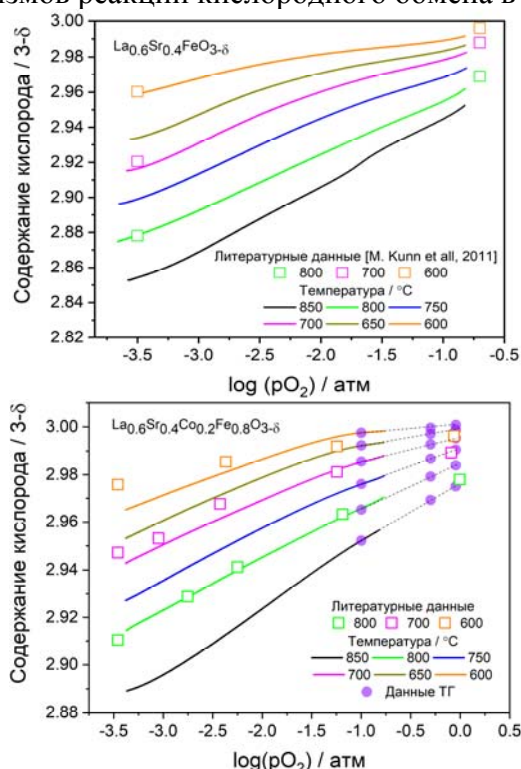 измов реакции кислородного обмена в
La0.6Sr0.4FeO3-δ
Содержание кислорода / 3-δ
3.00
2.98
2.96
2.94
2.92
2.90
2.88
2.86
2.84
2.82
Литературные данные [M. Kunn et all, 2011]
800 700 600
Температура / °C
850 800 750
700 650 600
-3.5 -3.0 -2.5 -2.0 -1.5 -1.0 -0.5
log (pO2) / атм
La0.6Sr0.4Co0.2Fe0.8O3-δ
Содержание кислорода / 3-δ
3.00
2.98
2.96
2.94
2.92
2.90
2.88
Литературные данные
800 700 600
Температура / °C
850 800 750
700 650 600
Данные ТГ
-3.5 -3.0 -2.5 -2.0 -1.5 -1.0 -0.5 0.0
log(pO2) / атм